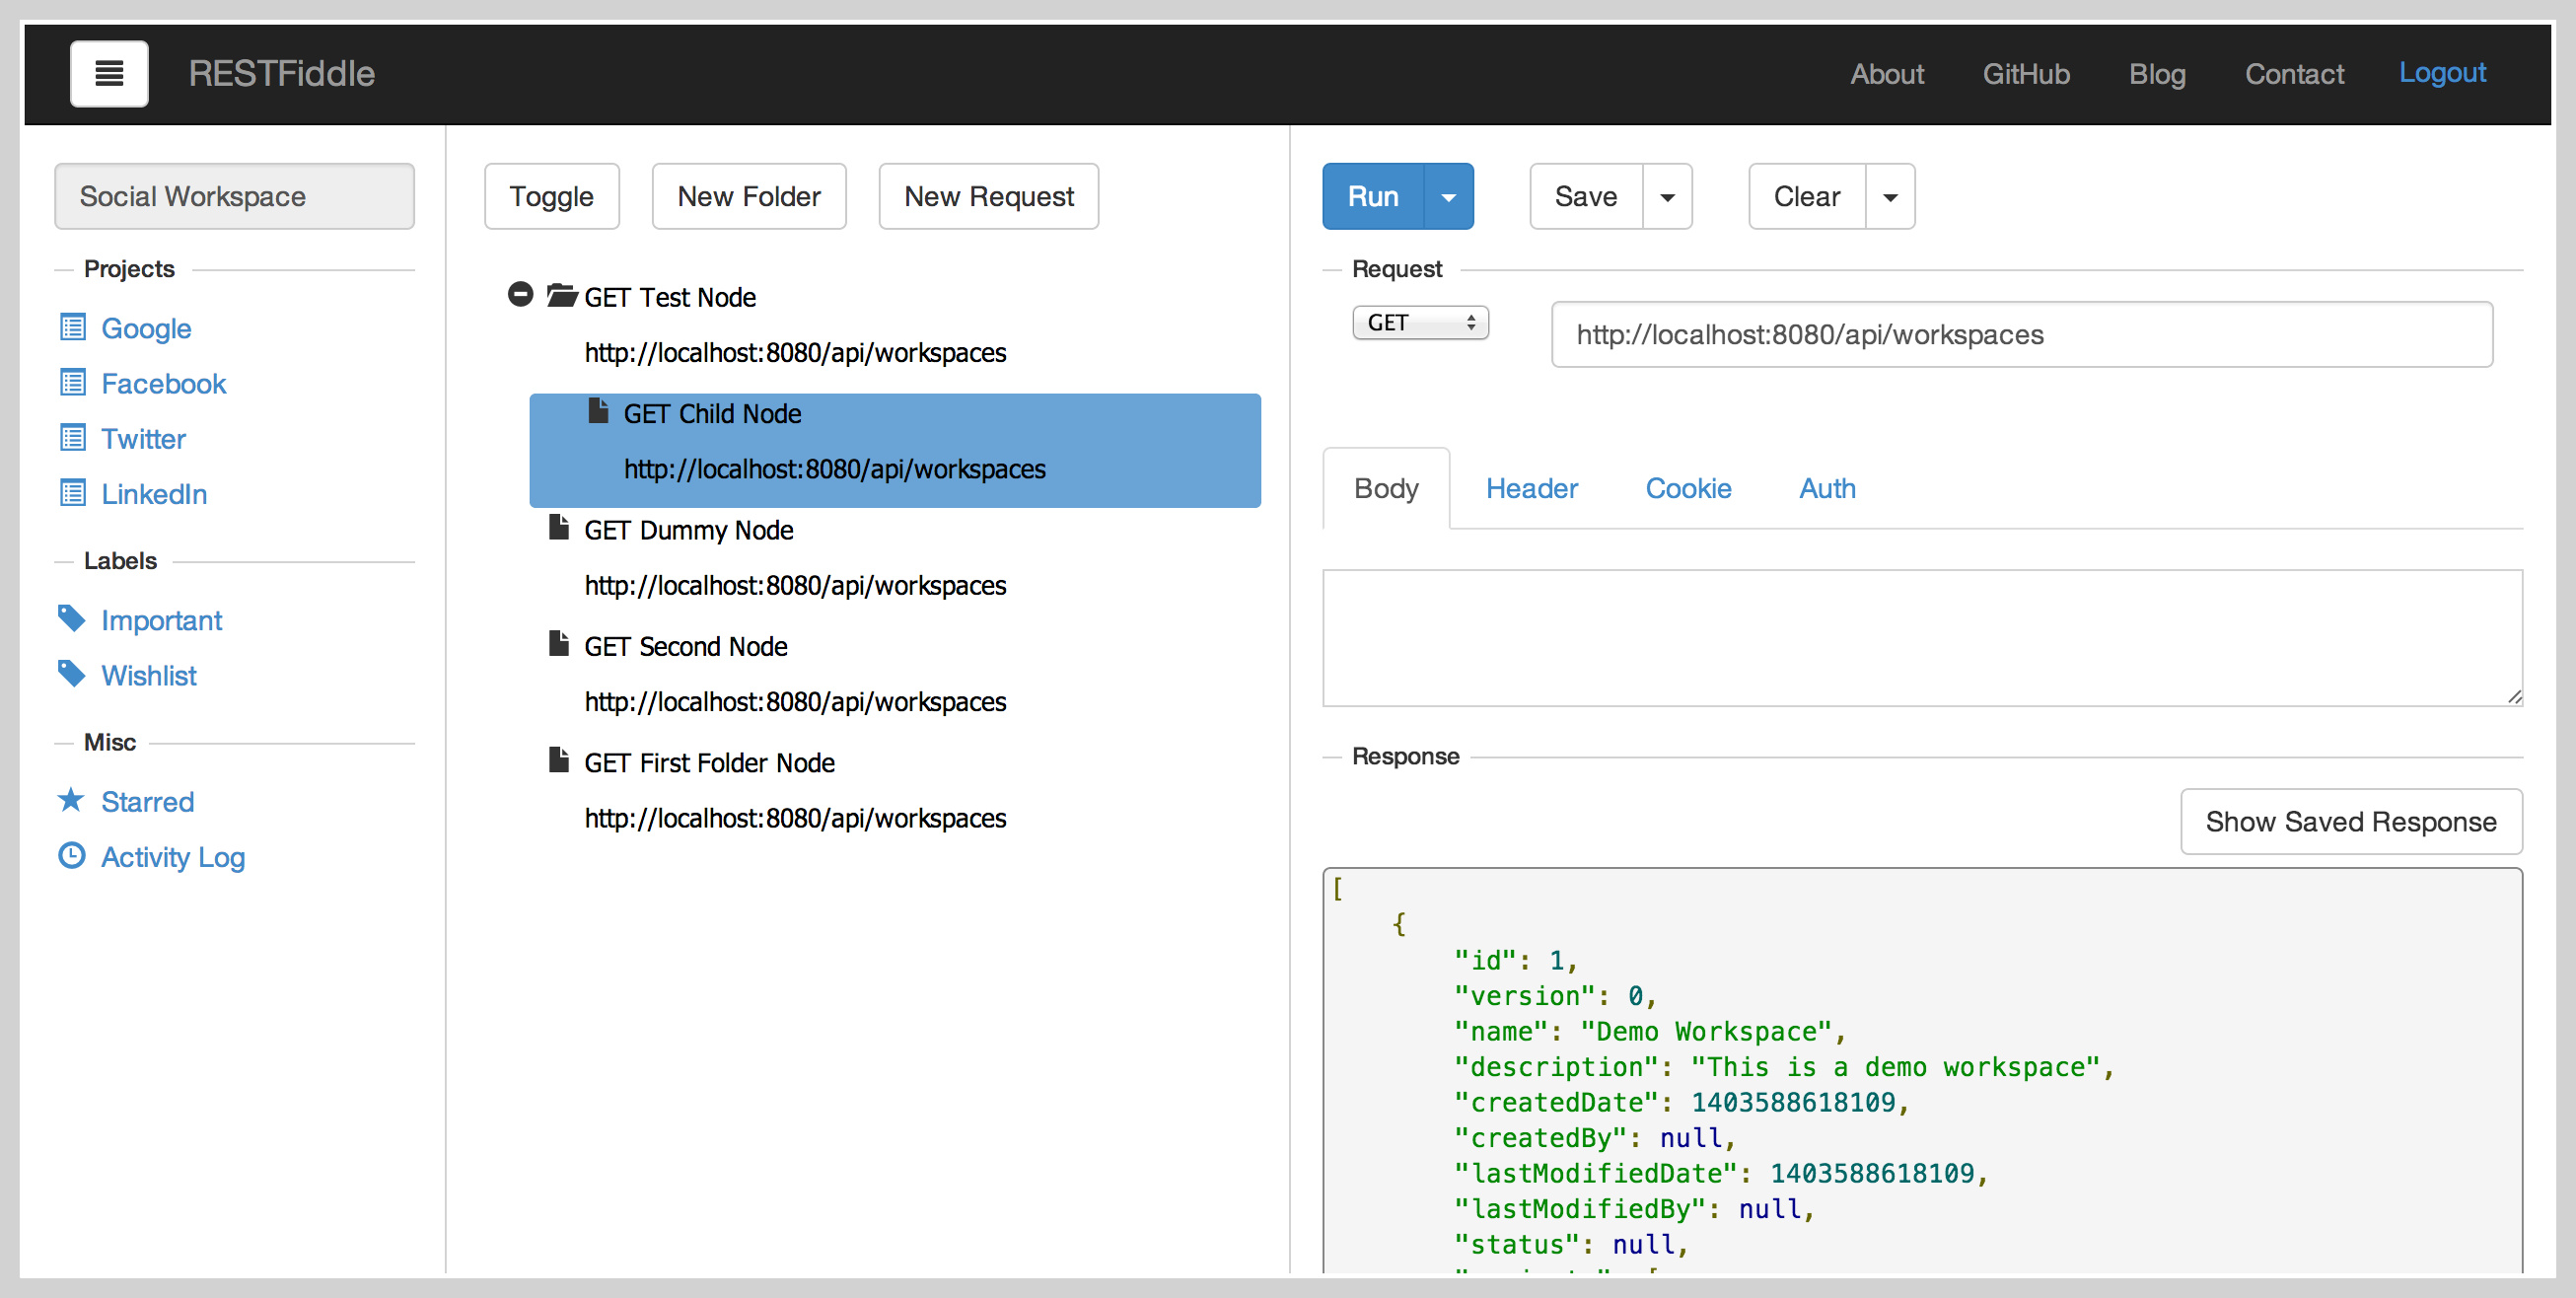 RESTFiddle
About GitHub Blog Contact Logout
Social Workspace
Projects
Google
Facebook
Twitter
LinkedIn
Labels
Important
Wishlist
Misc
Starred
Activity Log
Toggle New Folder New Request
GET Test Node
http://localhost:8080/api/workspaces
GET Child Node
http://localhost:8080/api/workspaces
GET Dummy Node
http://localhost:8080/api/workspaces
GET Second Node
http://localhost:8080/api/workspaces
GET First Folder Node
http://localhost:8080/api/workspaces
Run Save Clear
Request
GET http://localhost:8080/api/workspaces
Body Header Cookie Auth
Response
Show Saved Response
[
{
"id": 1,
"version": 0,
"name": "Demo Workspace",
"description": "This is a demo workspace",
"createdDate": 1403588618109,
"createdBy": null,
"lastModifiedDate": 1403588618109,
"lastModifiedBy": null,
"status": null,